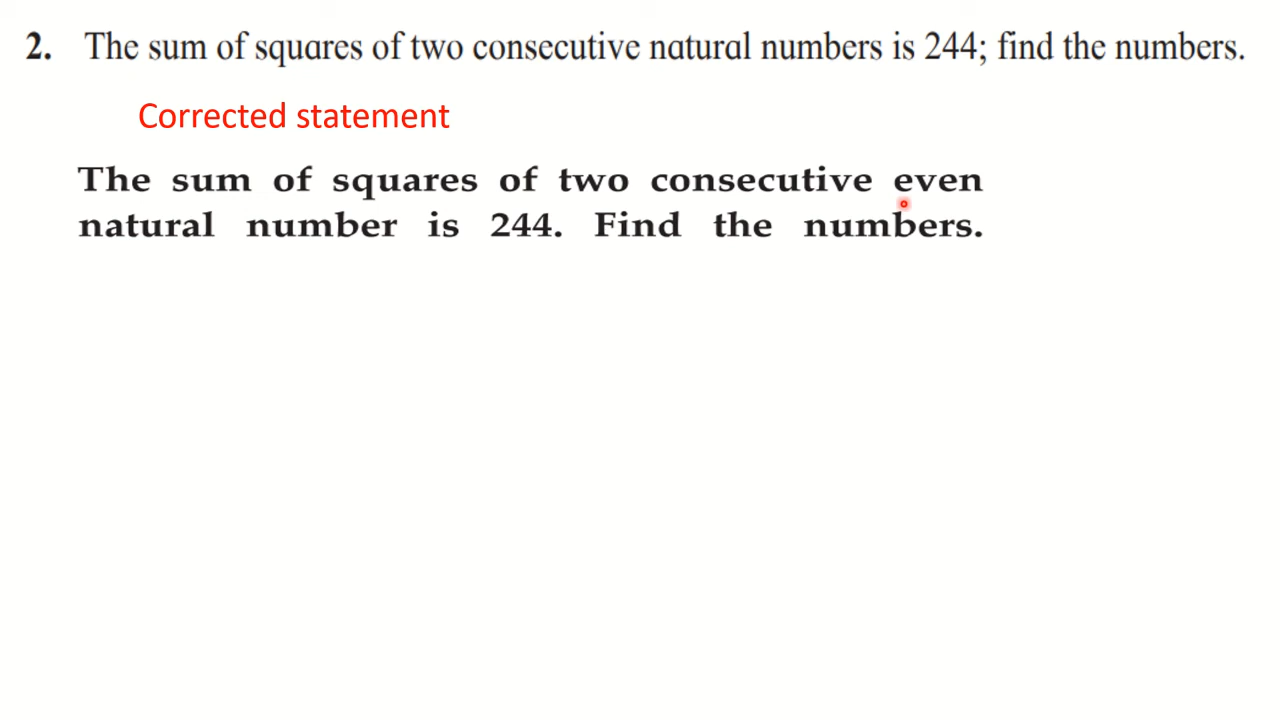 2. The sum of squares of two consecutive natural numbers is 244; find the numbers.
Corrected statement
The sum of squares of two consecutive even
natural number is 244. Find the numbers.